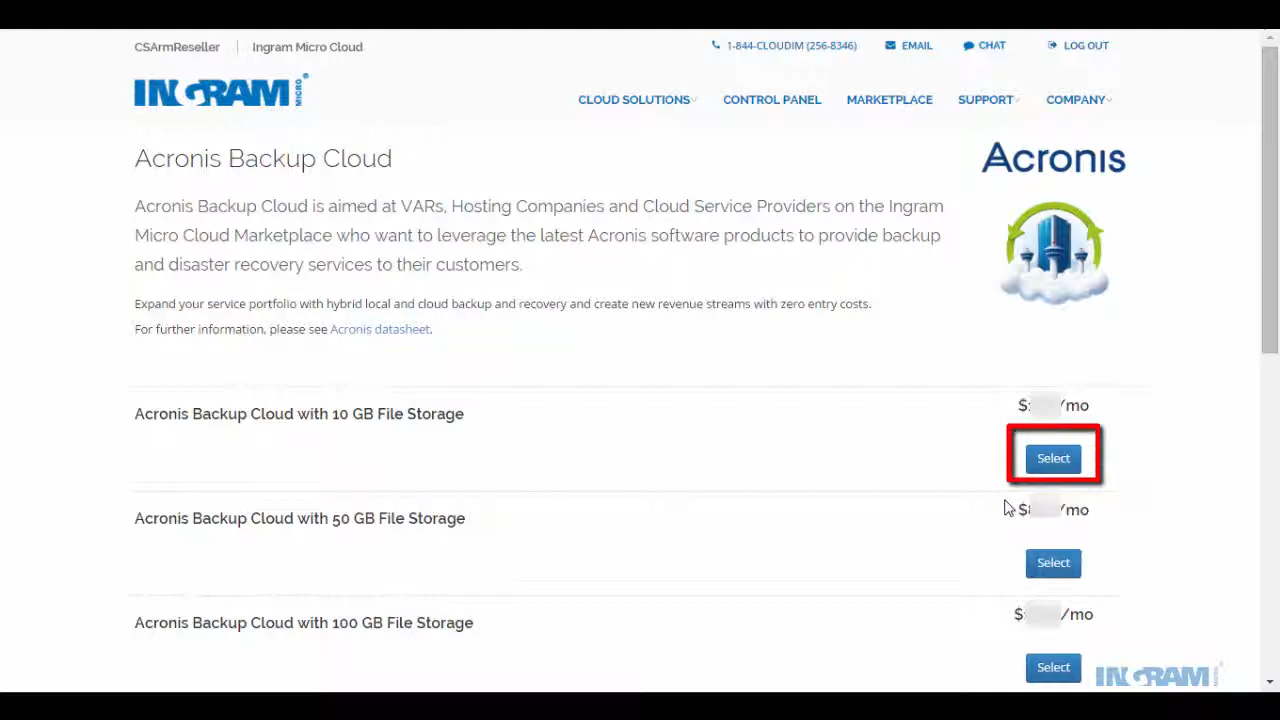 CSArmReseller Ingram Micro Cloud 1-844-CLOUDIM (256-8346) EMAIL CHAT LOG OUT
INGRAM MICRO® CLOUD SOLUTIONS CONTROL PANEL MARKETPLACE SUPPORT COMPANY
Acronis Backup Cloud
Acronis
Acronis Backup Cloud is aimed at VARs, Hosting Companies and Cloud Service Providers on the Ingram
Micro Cloud Marketplace who want to leverage the latest Acronis software products to provide backup
and disaster recovery services to their customers.
Expand your service portfolio with hybrid local and cloud backup and recovery and create new revenue streams with zero entry costs.
For further information, please see Acronis datasheet.
Acronis Backup Cloud with 10 GB File Storage
$ /mo
Select
Acronis Backup Cloud with 50 GB File Storage
$ /mo
Select
Acronis Backup Cloud with 100 GB File Storage
$ /mo
Select
INGRAM